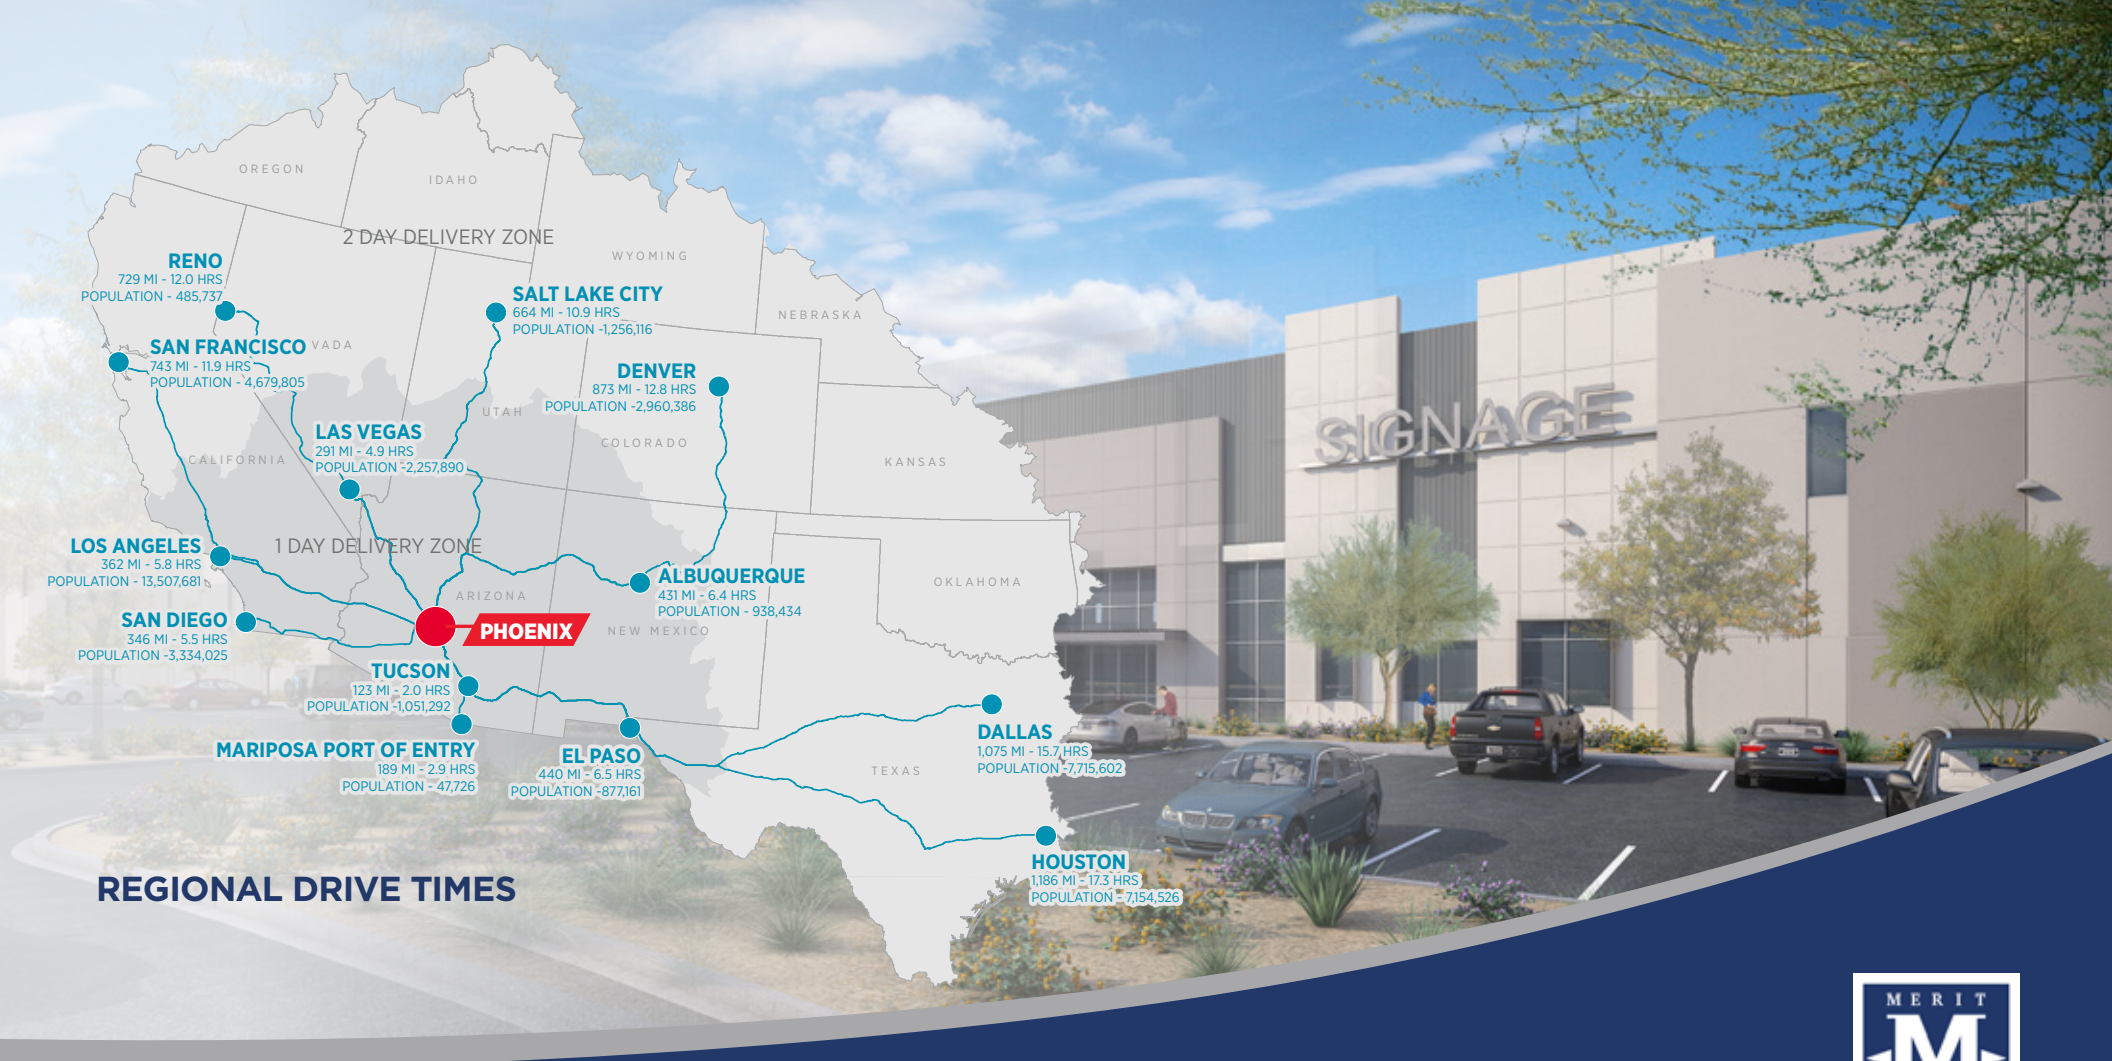 OREGON
IDAHO
2 DAY DELIVERY ZONE
WYOMING
RENO
729 MI - 12.0 HRS
POPULATION - 485,737
SALT LAKE CITY
664 MI - 10.9 HRS
POPULATION -1,256,116
NEBRASKA
SAN FRANCISCO
743 MI - 11.9 HRS
POPULATION - 4,679,805
VADA
DENVER
873 MI - 12.8 HRS
POPULATION -2,960,386
UTAH
COLORADO
LAS VEGAS
291 MI - 4.9 HRS
POPULATION -2,257,890
CALIFORNIA
KANSAS
SIGNAGE
LOS ANGELES
362 MI - 5.8 HRS
POPULATION - 13,507,681
1 DAY DELIVERY ZONE
ALBUQUERQUE
431 MI - 6.4 HRS
POPULATION - 938,434
OKLAHOMA
ARIZONA
SAN DIEGO
346 MI - 5.5 HRS
POPULATION -3,334,025
PHOENIX
NEW MEXICO
TUCSON
123 MI - 2.0 HRS
POPULATION -1,051,292
MARIPOSA PORT OF ENTRY
189 MI - 2.9 HRS
POPULATION - 47,726
EL PASO
440 MI - 6.5 HRS
POPULATION -877,161
DALLAS
1,075 MI - 15.7 HRS
POPULATION -7,715,602
TEXAS
HOUSTON
1,186 MI - 17.3 HRS
POPULATION - 7,154,526
REGIONAL DRIVE TIMES
MERIT
M